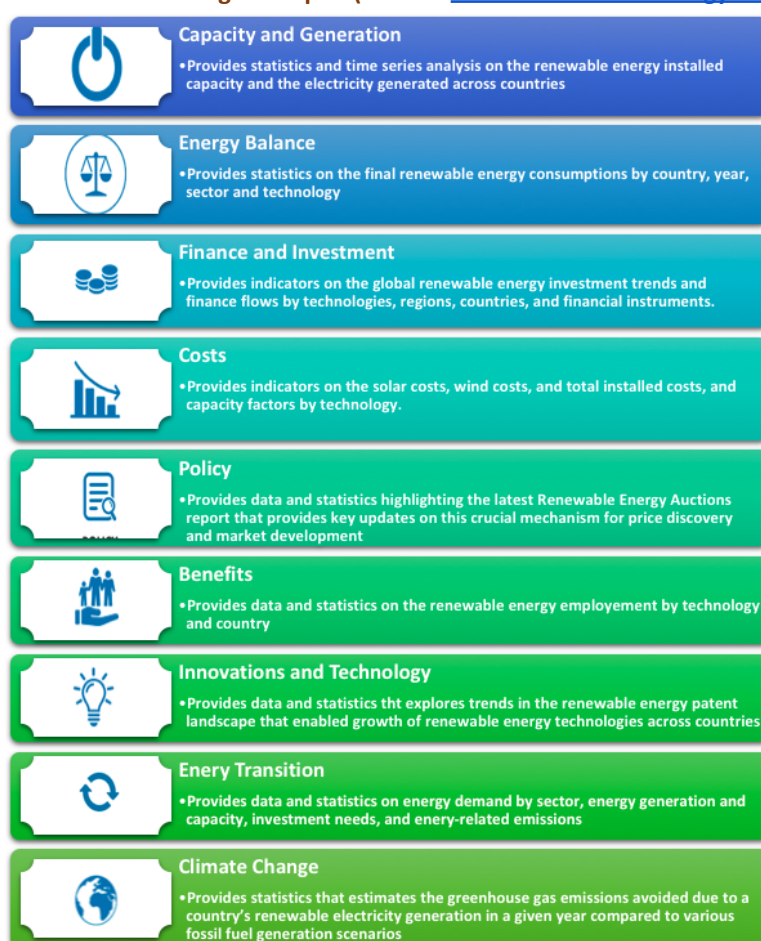 Capacity and Generation
•Provides statistics and time series analysis on the renewable energy installed
capacity and the electricity generated across countries
Energy Balance
•Provides statistics on the final renewable energy consumptions by country, year,
sector and technology
Finance and Investment
•Provides indicators on the global renewable energy investment trends and
finance flows by technologies, regions, countries, and financial instruments.
Costs
•Provides indicators on the solar costs, wind costs, and total installed costs, and
capacity factors by technology.
Policy
•Provides data and statistics highlighting the latest Renewable Energy Auctions
report that provides key updates on this crucial mechanism for price discovery
and market development
Benefits
•Provides data and statistics on the renewable energy employement by technology
and country
Innovations and Technology
•Provides data and statistics tht explores trends in the renewable energy patent
landscape that enabled growth of renewable energy technologies across countries
Enery Transition
•Provides data and statistics on energy demand by sector, energy generation and
capacity, investment needs, and enery-related emissions
Climate Change
•Provides statistics that estimates the greenhouse gas emissions avoided due to a
country's renewable electricity generation in a given year compared to various
fossil fuel generation scenarios